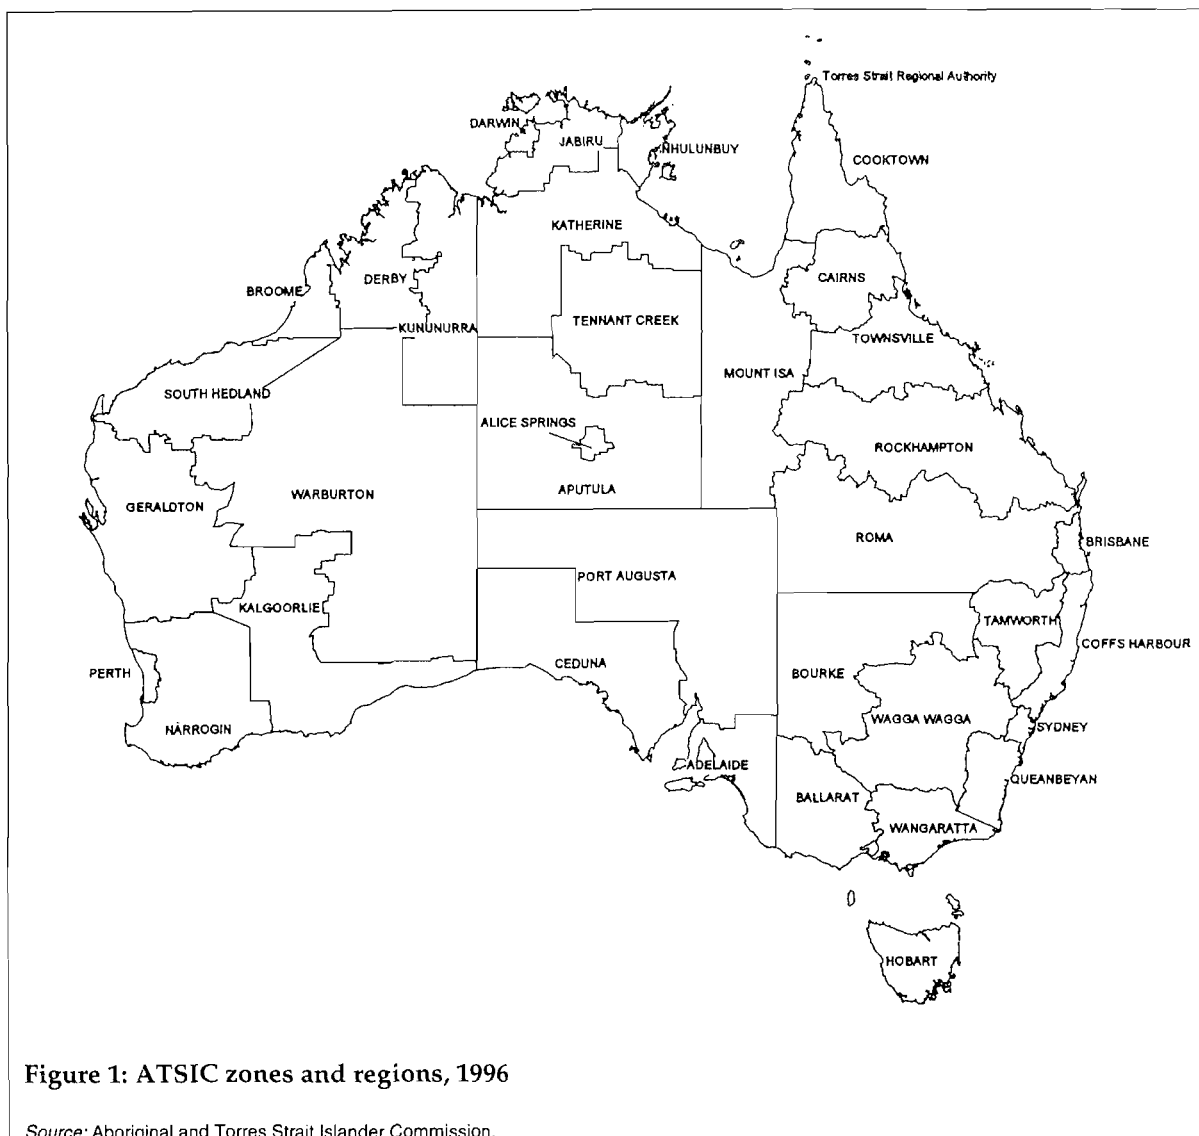 Torres Strait Regional Authority
DARWIN
JABIRU
NHULUNBUY
COOKTOWN
KATHERINE
CAIRNS
DERBY
BROOME
KUNUNURRA
TENNANT CREEK
TOWNSVILLE
MOUNT ISA
SOUTH HEDLAND
ALICE SPRINGS
ROCKHAMPTON
APUTULA
WARBURTON
GERALDTON
ROMA
BRISBANE
PORT AUGUSTA
KALGOORLIE
TAMWORTH
COFFS HARBOUR
CEDUNA
PERTH
BOURKE
WAGGA WAGGA
NARROGIN
SYDNEY
ADELAIDE
QUEANBEYAN
BALLARAT
WANGARATTA
HOBART
Figure 1: ATSIC zones and regions, 1996
Source: Aboriginal and Torres Strait Islander Commission.